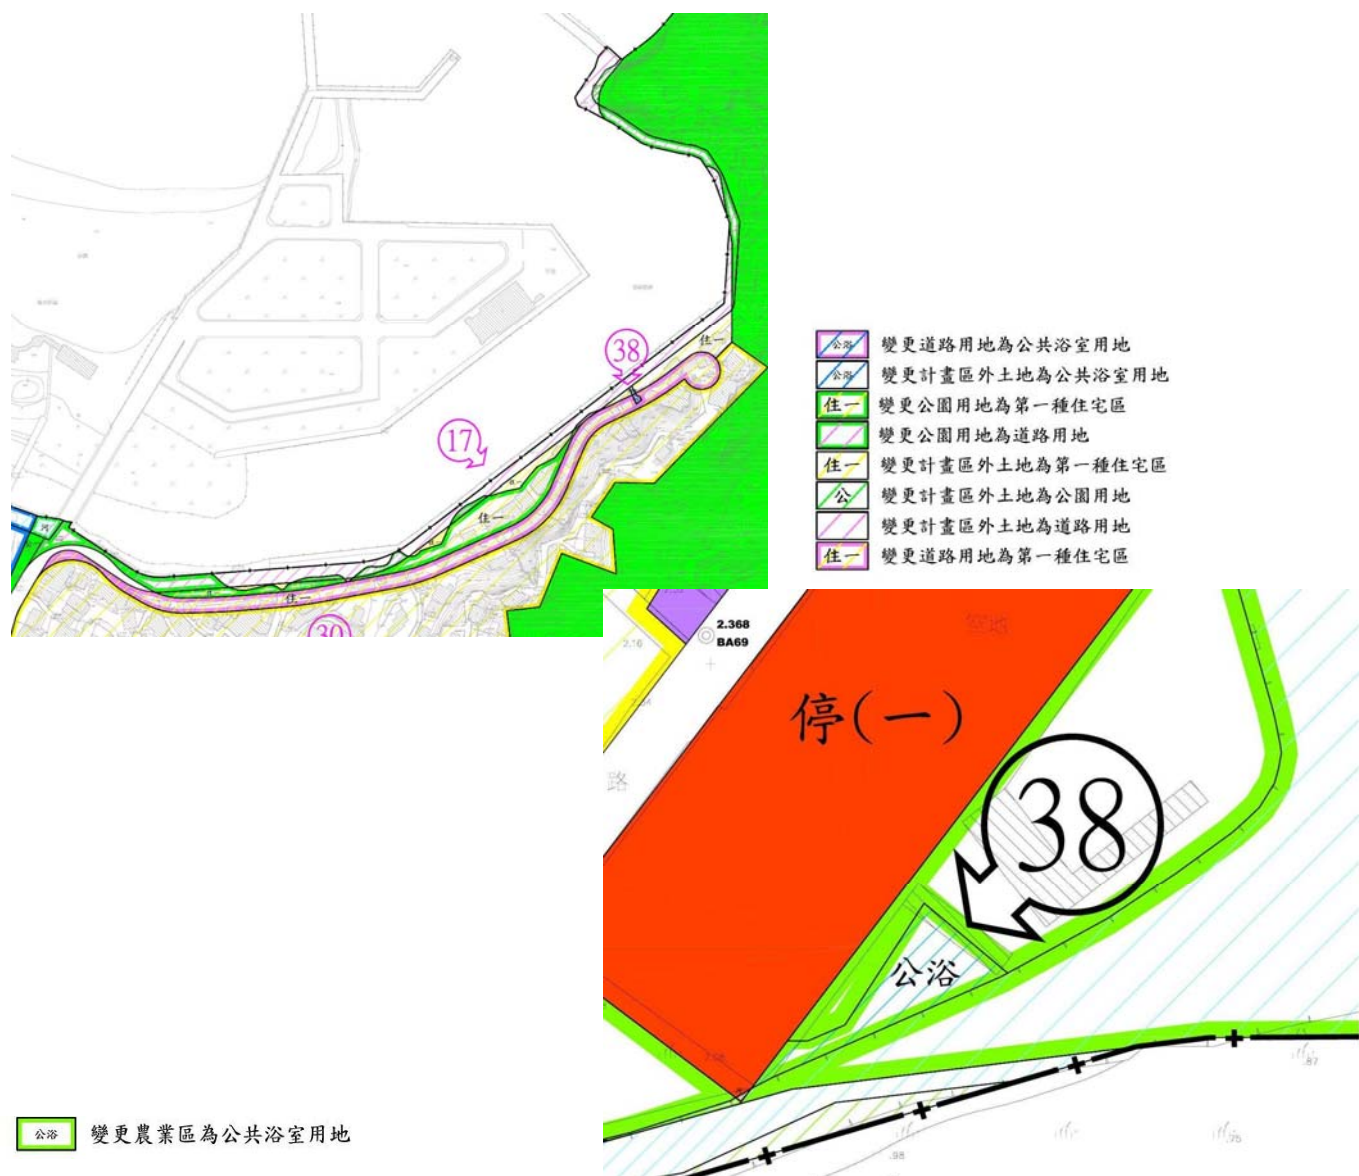 38
住一
17
住一
住一
30
公浴 變更道路用地為公共浴室用地
公浴 變更計畫區外土地為公共浴室用地
住一 變更公園用地為第一種住宅區
變更公園用地為道路用地
住一 變更計畫區外土地為第一種住宅區
公 變更計畫區外土地為公園用地
變更計畫區外土地為道路用地
住一 變更道路用地為第一種住宅區
2.368
BA69
2.16
停(一)
路
38
公浴
.87
.98
公浴 變更農業區為公共浴室用地